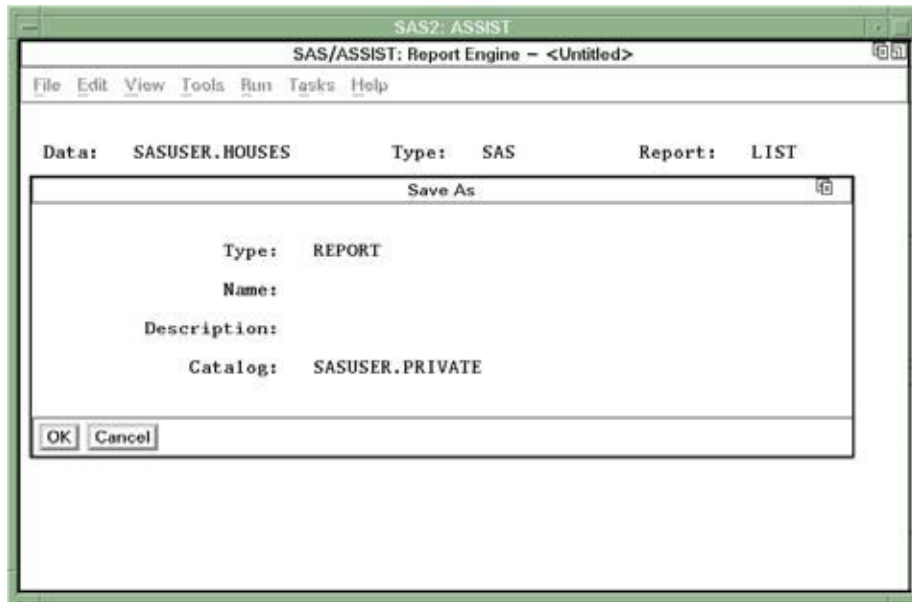 SAS2: ASSIST
SAS/ASSIST: Report Engine – <Untitled>
File Edit View Tools Run Tasks Help
Data: SASUSER.HOUSES Type: SAS Report: LIST
Save As
Type: REPORT
Name:
Description:
Catalog: SASUSER.PRIVATE
OK Cancel